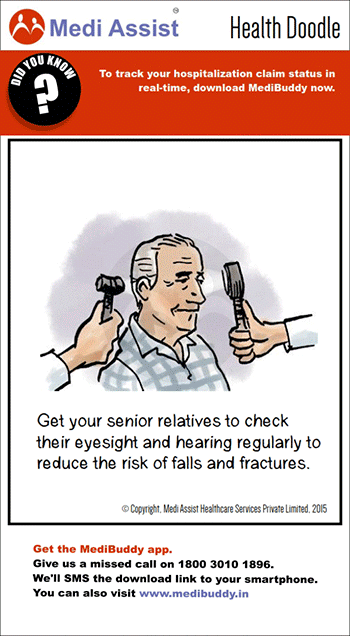 Medi Assist
TM
Health Doodle
DID YOU KNOW
?
To track your hospitalization claim status in
real-time, download MediBuddy now.
Get your senior relatives to check
their eyesight and hearing regularly to
reduce the risk of falls and fractures.
© Copyright, Medi Assist Healthcare Services Private Limited, 2015
Get the MediBuddy app.
Give us a missed call on 1800 3010 1896.
We'll SMS the download link to your smartphone.
You can also visit www.medibuddy.in